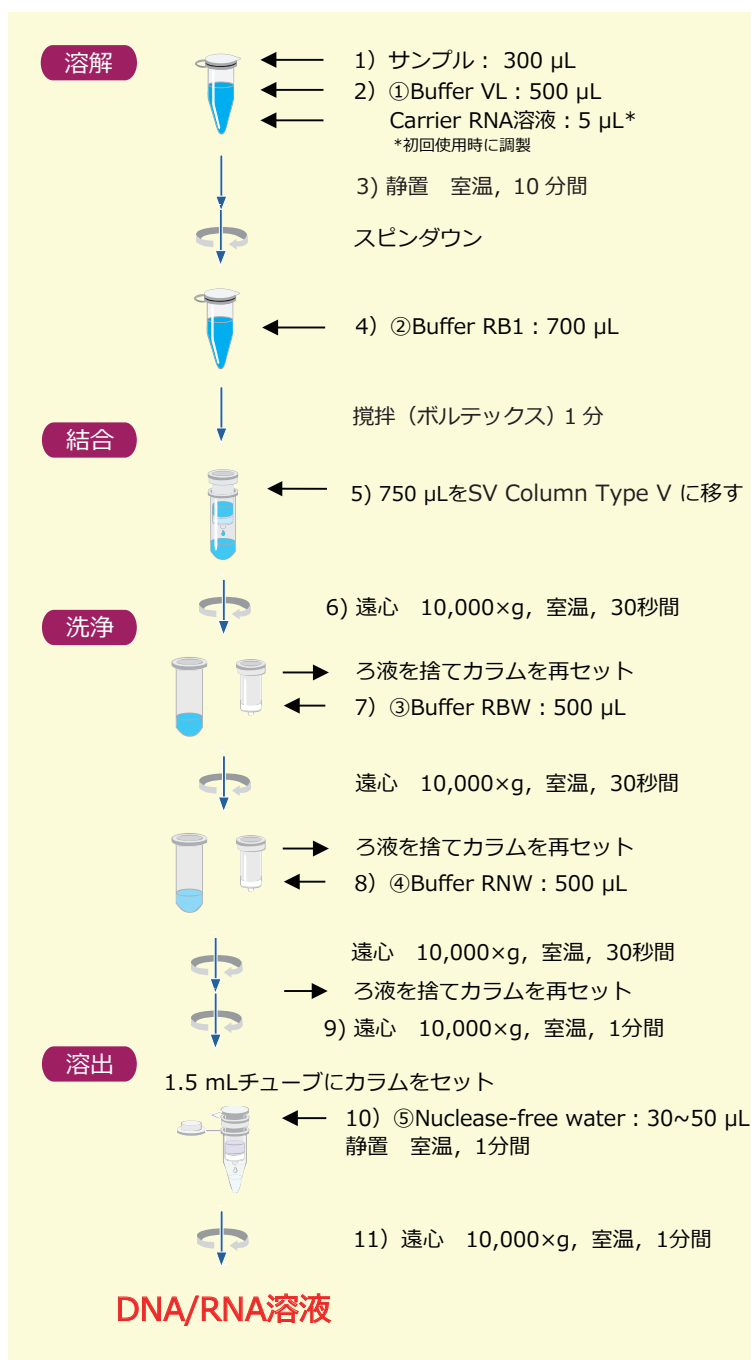 溶解
1）サンプル： 300 µL
2）①Buffer VL：500 µL
Carrier RNA溶液：5 µL*
*初回使用時に調製
3) 静置　室温，10 分間
スピンダウン
4）②Buffer RB1：700 µL
撹拌（ボルテックス）1 分
結合
5) 750 µLをSV Column Type V に移す
6) 遠心　10,000×g，室温，30秒間
洗浄
ろ液を捨てカラムを再セット
7）③Buffer RBW：500 µL
遠心　10,000×g，室温，30秒間
ろ液を捨てカラムを再セット
8）④Buffer RNW：500 µL
遠心　10,000×g，室温，30秒間
ろ液を捨てカラムを再セット
9) 遠心　10,000×g，室温，1分間
溶出
1.5 mLチューブにカラムをセット
10）⑤Nuclease-free water：30~50 µL
静置　室温，1分間
11）遠心　10,000×g，室温，1分間
DNA/RNA溶液